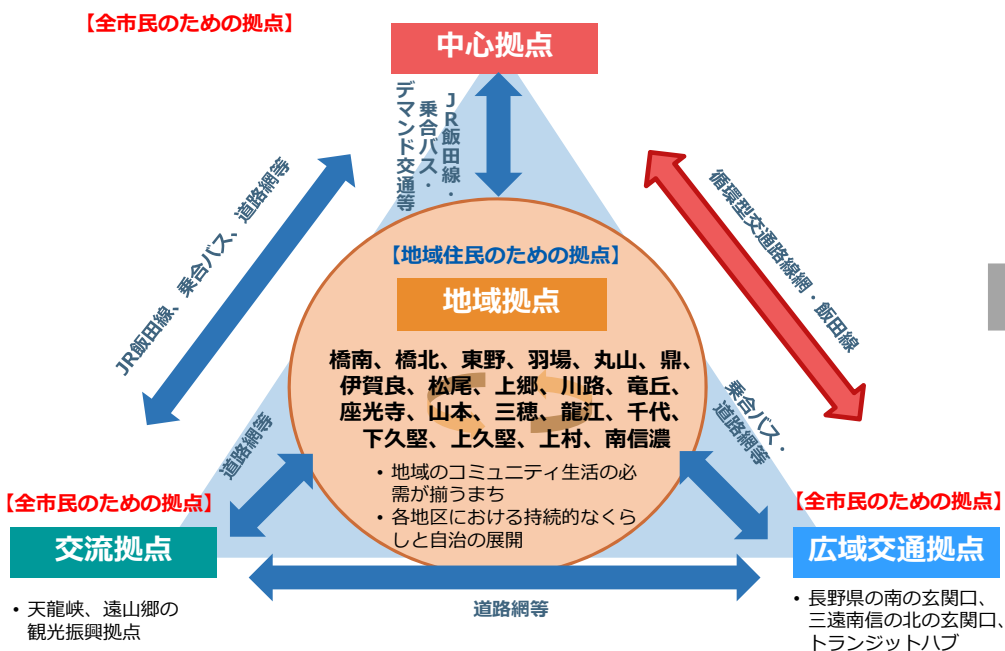 【全市民のための拠点】
中心拠点
JR飯田線・
乗合バス・
デマンド交通等
JR飯田線、乗合バス、道路網等
循環型交通路線網・飯田線
【地域住民のための拠点】
地域拠点
橋南、橋北、東野、羽場、丸山、鼎、
伊賀良、松尾、上郷、川路、竜丘、
座光寺、山本、三穂、龍江、千代、
下久堅、上久堅、上村、南信濃
• 地域のコミュニティ生活の必
需が揃うまち
• 各地区における持続的なくら
しと自治の展開
道路網等
乗合バス・
道路網等
【全市民のための拠点】
交流拠点
• 天龍峡、遠山郷の
観光振興拠点
道路網等
【全市民のための拠点】
広域交通拠点
• 長野県の南の玄関口、
三遠南信の北の玄関口、
トランジットハブ